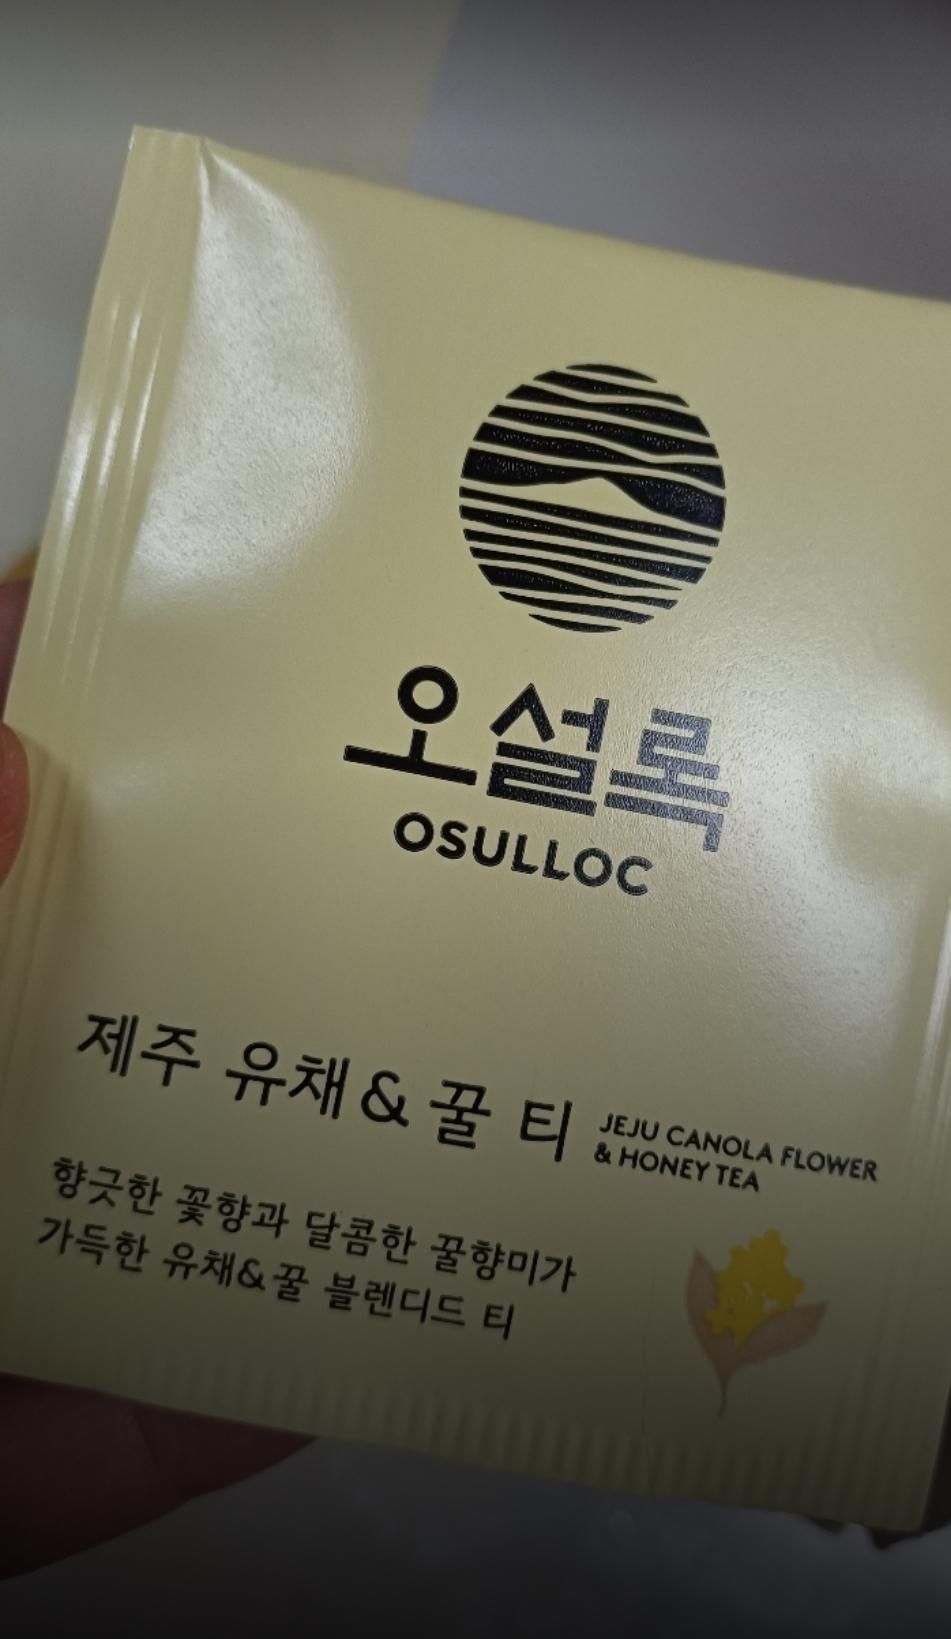 오설록
OSULLOC
제주 유채&꿀 티
JEJU CANOLA FLOWER
& HONEY TEA
향긋한 꽃향과 달콤한 꿀향미가
가득한 유채&꿀 블렌디드 티